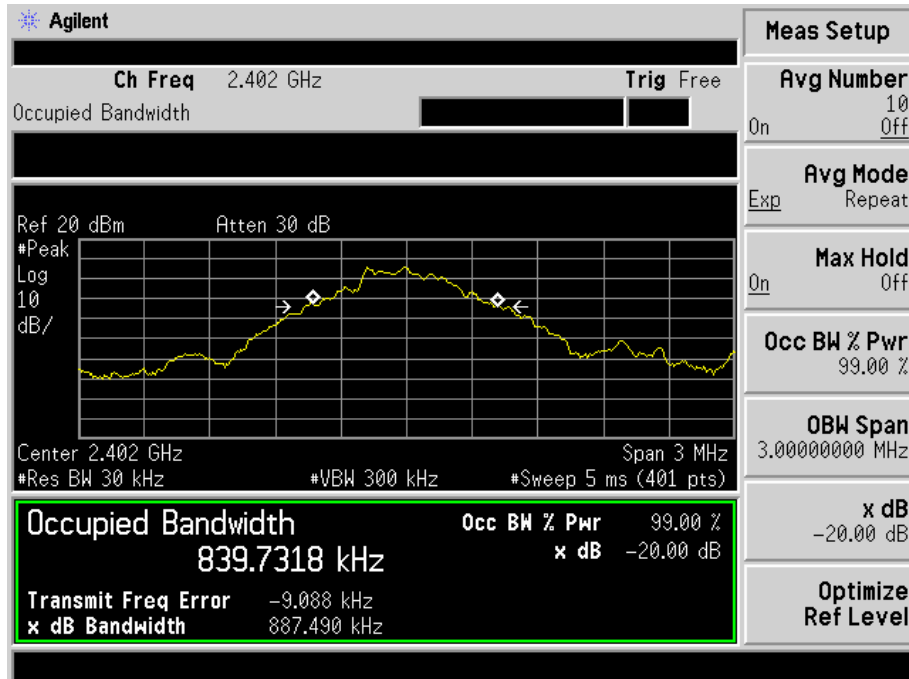 Agilent
Ch Freq 2.402 GHz Trig Free
Occupied Bandwidth
Ref 20 dBm Atten 30 dB
#Peak
Log
10
dB/
Center 2.402 GHz Span 3 MHz
#Res BW 30 kHz #VBW 300 kHz #Sweep 5 ms (401 pts)
Occupied Bandwidth Occ BW % Pwr 99.00 %
839.7318 kHz x dB -20.00 dB
Transmit Freq Error -9.088 kHz
x dB Bandwidth 887.490 kHz
Meas Setup
Avg Number
10
On Off
Avg Mode
Exp Repeat
Max Hold
On Off
Occ BW % Pwr
99.00 %
OBW Span
3.00000000 MHz
x dB
-20.00 dB
Optimize
Ref Level